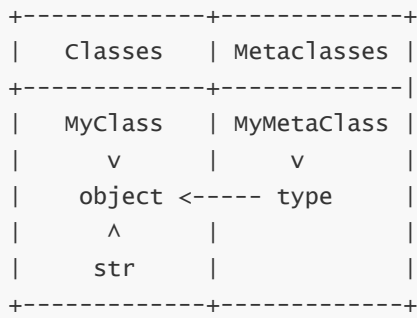 +-------------+-------------+
|   Classes   | Metaclasses |
+-------------+-------------|
|   MyClass   | MyMetaClass |
|      v      |     v       |
|    object <----- type     |
|      ^      |             |
|     str     |             |
+-------------+-------------+